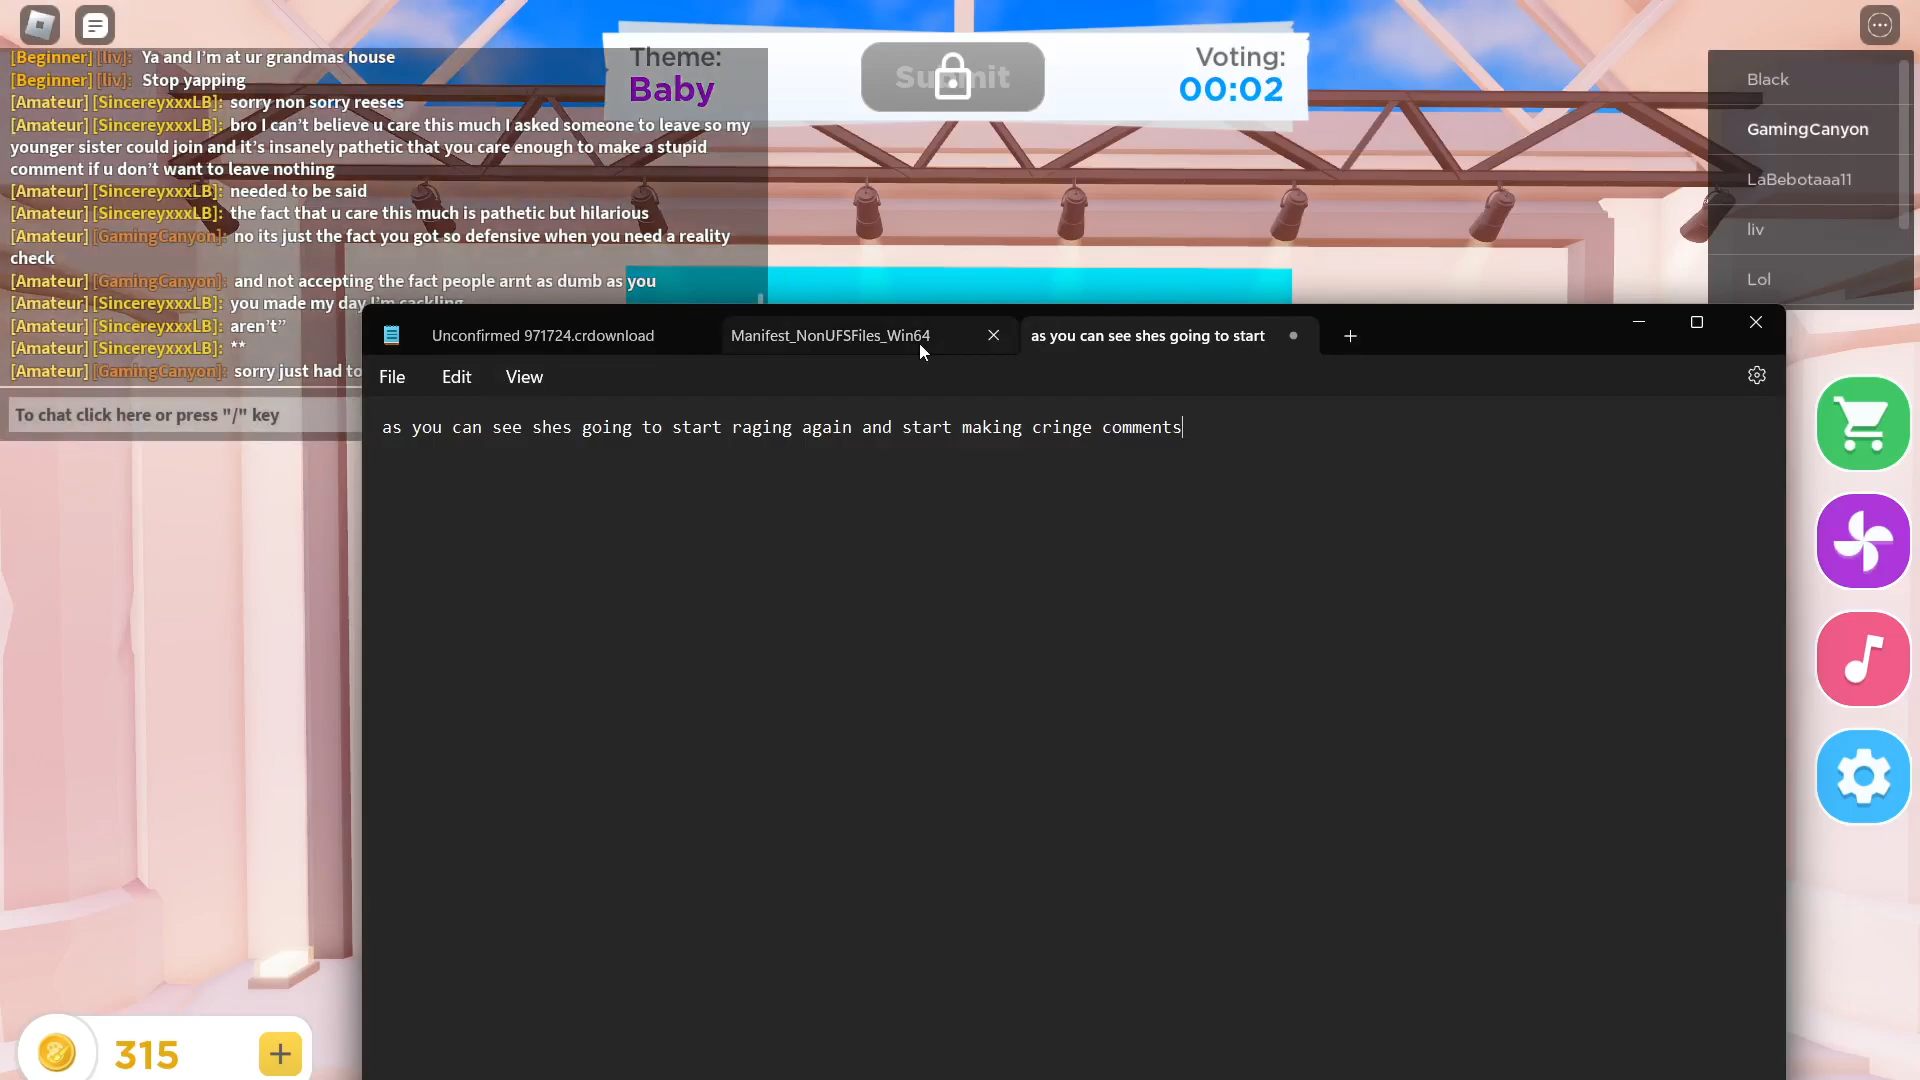 [Beginner] [liv]: Ya and I'm at ur grandmas house
[Beginner] [liv]: Stop yapping
[Amateur] [SincereyxxxLB]: sorry non sorry reeses
[Amateur] [SincereyxxxLB]: bro I can't believe u care this much I asked someone to leave so my
younger sister could join and it's insanely pathetic that you care enough to make a stupid
comment if u don't want to leave nothing
[Amateur] [SincereyxxxLB]: needed to be said
[Amateur] [SincereyxxxLB]: the fact that u care this much is pathetic but hilarious
[Amateur] [GamingCanyon]: no its just the fact you got so defensive when you need a reality
check
[Amateur] [GamingCanyon]: and not accepting the fact people arnt as dumb as you
[Amateur] [SincereyxxxLB]: you made my day I'm cackling
[Amateur] [SincereyxxxLB]: aren't”
[Amateur] [SincereyxxxLB]: **
[Amateur] [GamingCanyon]: sorry just had to
To chat click here or press "/" key
Theme:
Baby
Submit
Voting:
00:02
Black
GamingCanyon
LaBebotaaa11
liv
Lol
Unconfirmed 971724.crdownload
Manifest_NonUFSFiles_Win64
as you can see shes going to start
File
Edit
View
as you can see shes going to start raging again and start making cringe comments
315